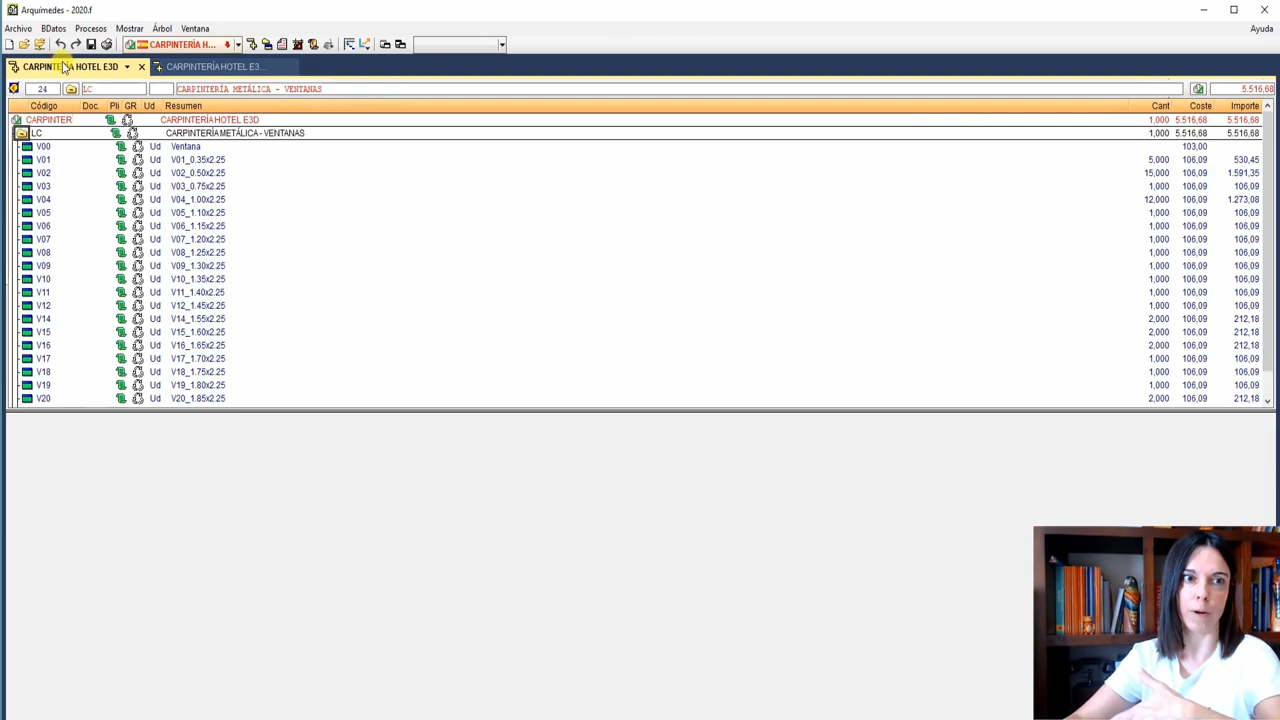 Arquímedes - 2020.f
Archivo BDatos Procesos Mostrar Árbol Ventana Ayuda
CARPINTERÍA H...
CARPINTERÍA HOTEL E3D CARPINTERÍA HOTEL E3...
24 LC CARPINTERÍA METÁLICA - VENTANAS 5.516,68
Código Doc. Pli GR Ud Resumen Cant Coste Importe
CARPINTER CARPINTERÍA HOTEL E3D 1,000 5.516,68 5.516,68
LC CARPINTERÍA METÁLICA - VENTANAS 1,000 5.516,68 5.516,68
V00 Ud Ventana 103,00
V01 Ud V01_0.35x2.25 5,000 106,09 530,45
V02 Ud V02_0.50x2.25 15,000 106,09 1.591,35
V03 Ud V03_0.75x2.25 1,000 106,09 106,09
V04 Ud V04_1.00x2.25 12,000 106,09 1.273,08
V05 Ud V05_1.10x2.25 1,000 106,09 106,09
V06 Ud V06_1.15x2.25 1,000 106,09 106,09
V07 Ud V07_1.20x2.25 1,000 106,09 106,09
V08 Ud V08_1.25x2.25 1,000 106,09 106,09
V09 Ud V09_1.30x2.25 1,000 106,09 106,09
V10 Ud V10_1.35x2.25 1,000 106,09 106,09
V11 Ud V11_1.40x2.25 1,000 106,09 106,09
V12 Ud V12_1.45x2.25 1,000 106,09 106,09
V14 Ud V14_1.55x2.25 2,000 106,09 212,18
V15 Ud V15_1.60x2.25 2,000 106,09 212,18
V16 Ud V16_1.65x2.25 2,000 106,09 212,18
V17 Ud V17_1.70x2.25 1,000 106,09 106,09
V18 Ud V18_1.75x2.25 1,000 106,09 106,09
V19 Ud V19_1.80x2.25 1,000 106,09 106,09
V20 Ud V20_1.85x2.25 2,000 106,09 212,18